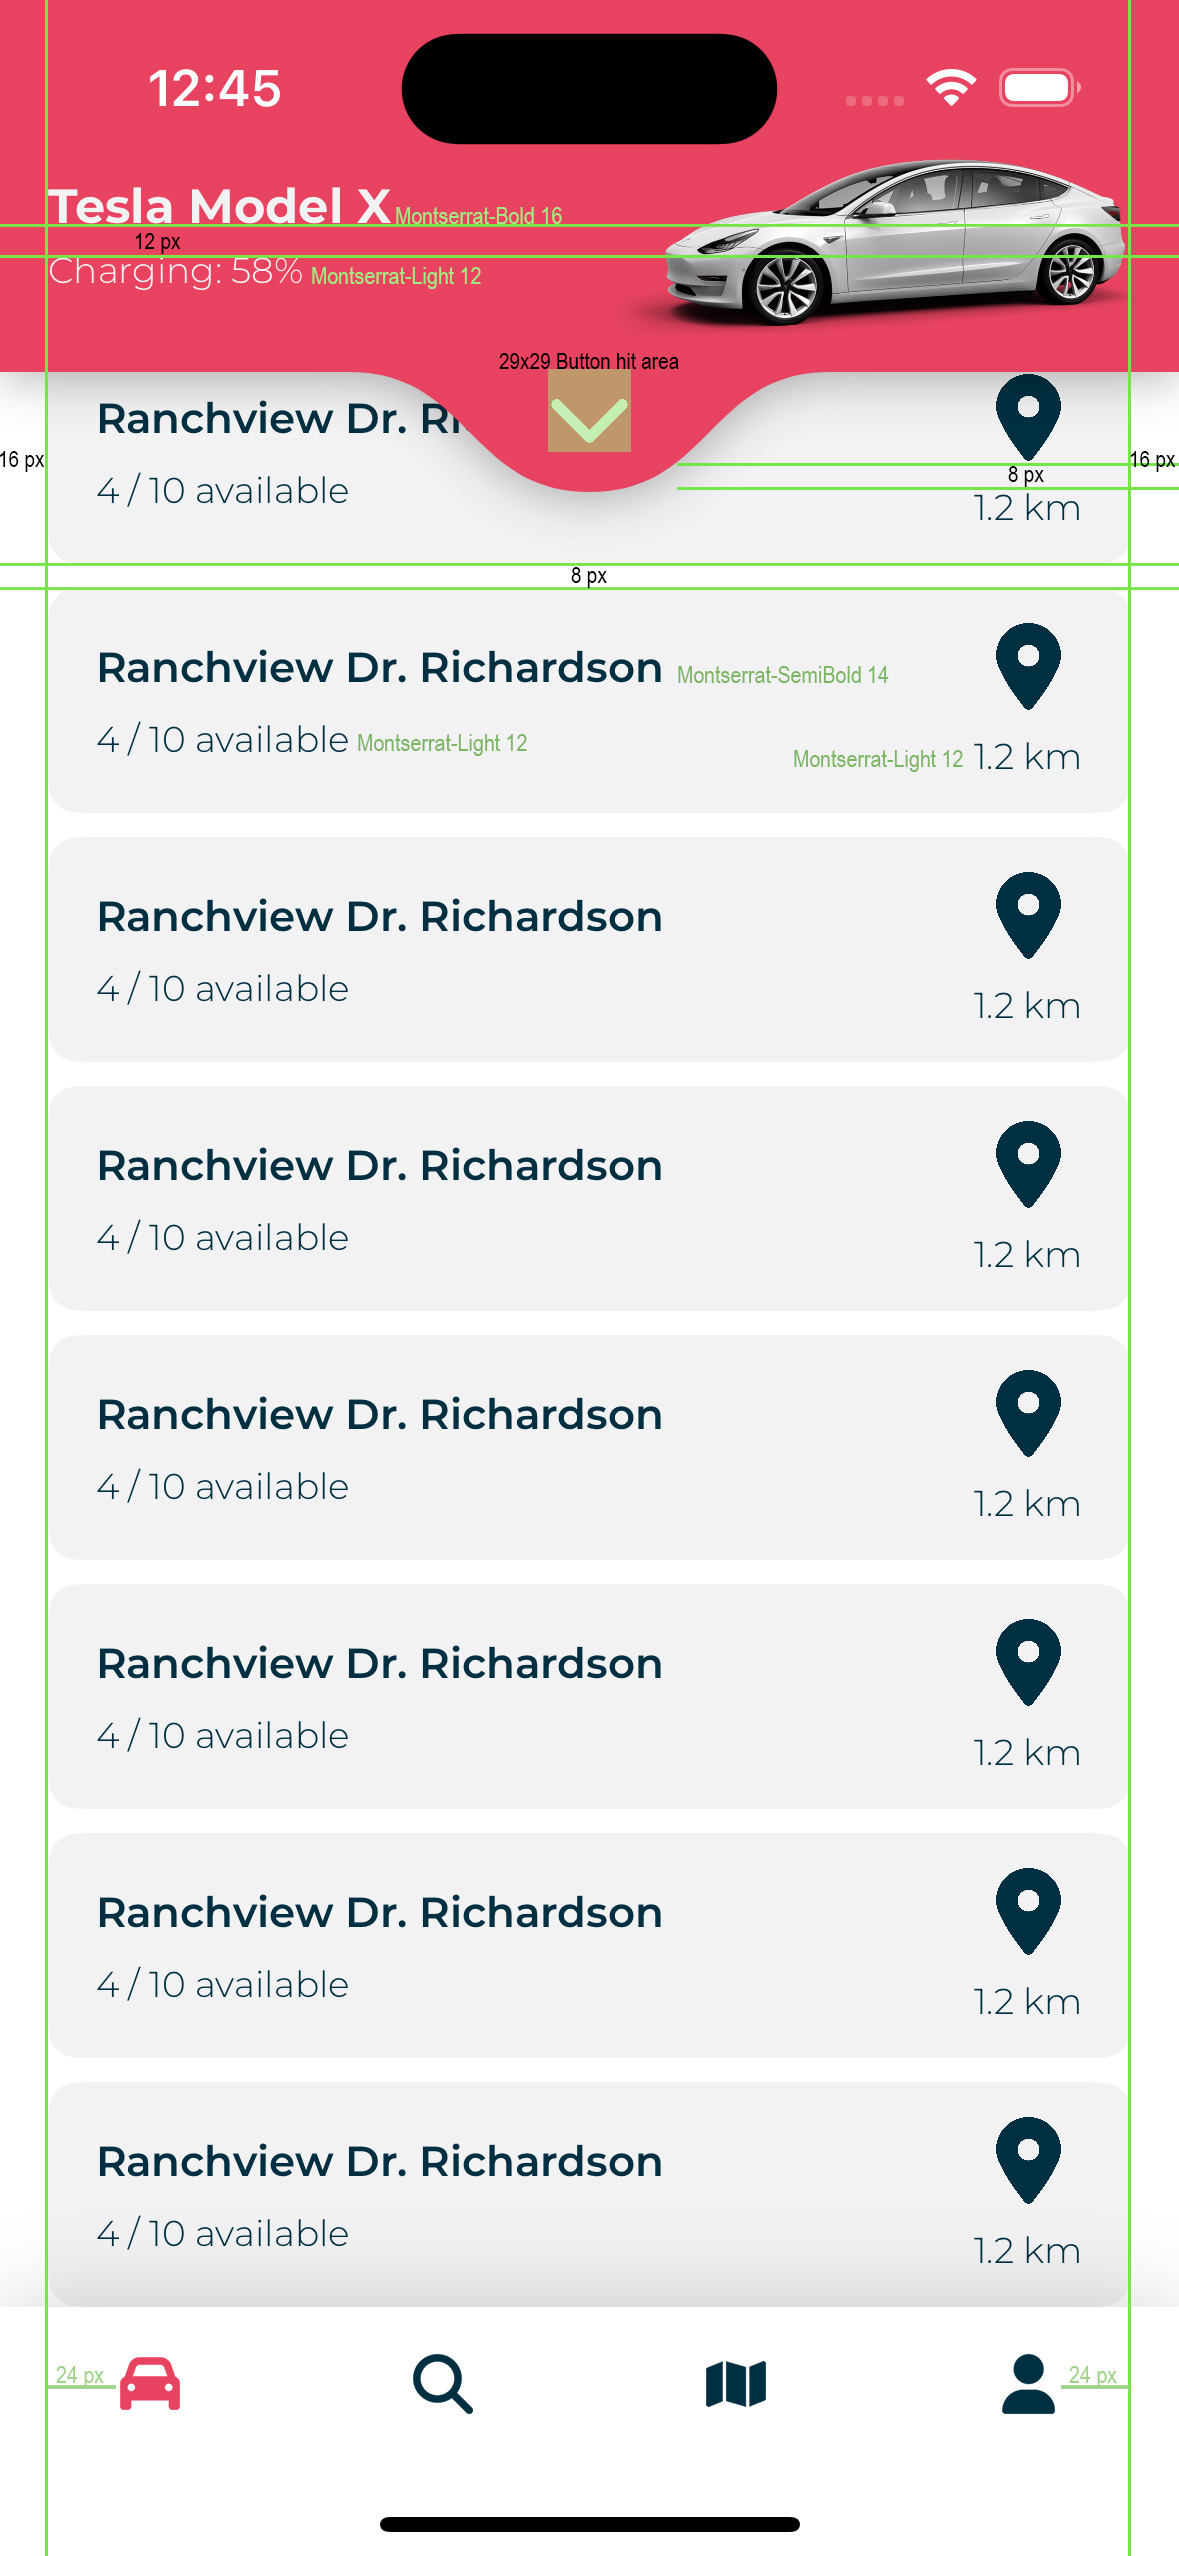 12:45
Tesla Model X Montserrat-Bold 16
12 px
Charging: 58% Montserrat-Light 12
29x29 Button hit area
Ranchview Dr. Ri
16 px
16 px
8 px
4 / 10 available
1.2 km
8 px
Ranchview Dr. Richardson Montserrat-SemiBold 14
4 / 10 available Montserrat-Light 12
Montserrat-Light 12 1.2 km
Ranchview Dr. Richardson
4 / 10 available
1.2 km
Ranchview Dr. Richardson
4 / 10 available
1.2 km
Ranchview Dr. Richardson
4 / 10 available
1.2 km
Ranchview Dr. Richardson
4 / 10 available
1.2 km
Ranchview Dr. Richardson
4 / 10 available
1.2 km
Ranchview Dr. Richardson
4 / 10 available
1.2 km
24 px
24 px